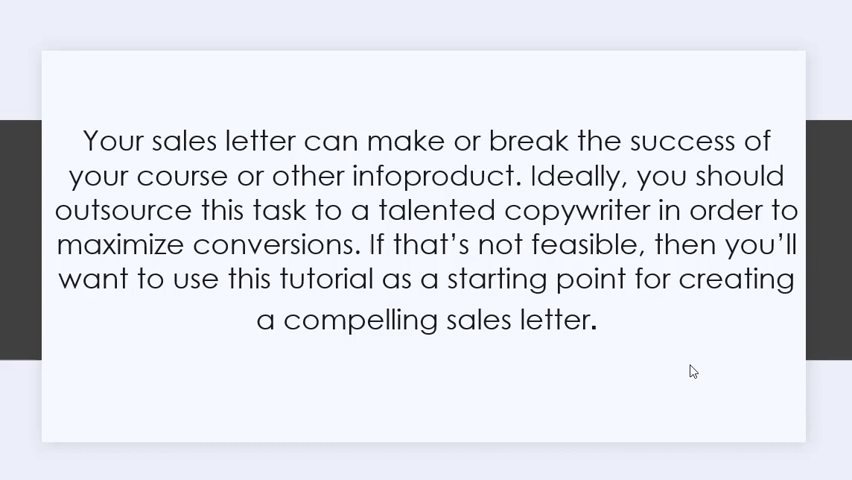 Your sales letter can make or break the success of
your course or other infoproduct. Ideally, you should
outsource this task to a talented copywriter in order to
maximize conversions. If that’s not feasible, then you’ll
want to use this tutorial as a starting point for creating
a compelling sales letter.